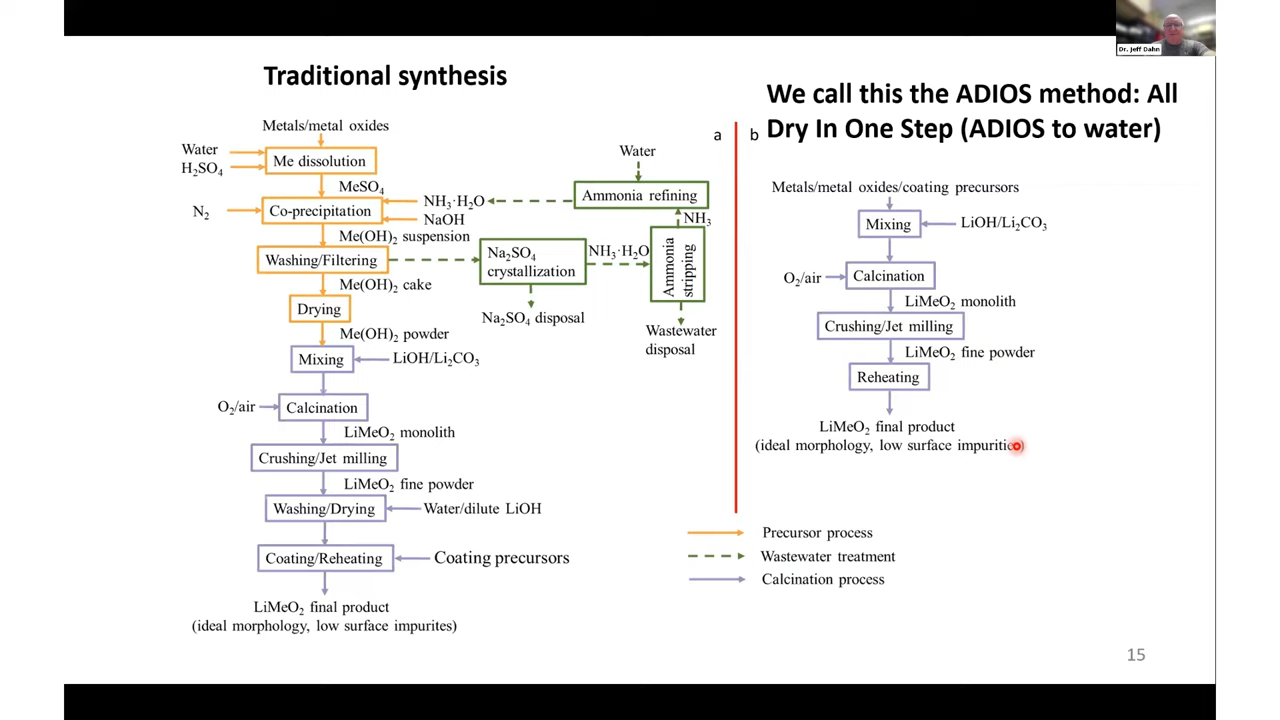 Dr. Jeff Dahn
Traditional synthesis
Metals/metal oxides
Water
H₂SO₄
Me dissolution
MeSO₄
N₂
Co-precipitation
NH₃·H₂O
NaOH
Me(OH)₂ suspension
Washing/Filtering
Me(OH)₂ cake
Drying
Me(OH)₂ powder
Mixing
LiOH/Li₂CO₃
O₂/air
Calcination
LiMeO₂ monolith
Crushing/Jet milling
LiMeO₂ fine powder
Washing/Drying
Water/dilute LiOH
Coating/Reheating
Coating precursors
LiMeO₂ final product
(ideal morphology, low surface impurites)
Water
Ammonia refining
NH₃
Na₂SO₄
crystallization
NH₃·H₂O
Ammonia
stripping
Na₂SO₄ disposal
Wastewater
disposal
a
b
We call this the ADIOS method: All
Dry In One Step (ADIOS to water)
Metals/metal oxides/coating precursors
Mixing
LiOH/Li₂CO₃
O₂/air
Calcination
LiMeO₂ monolith
Crushing/Jet milling
LiMeO₂ fine powder
Reheating
LiMeO₂ final product
(ideal morphology, low surface
Precursor process
Wastewater treatment
Calcination process
15